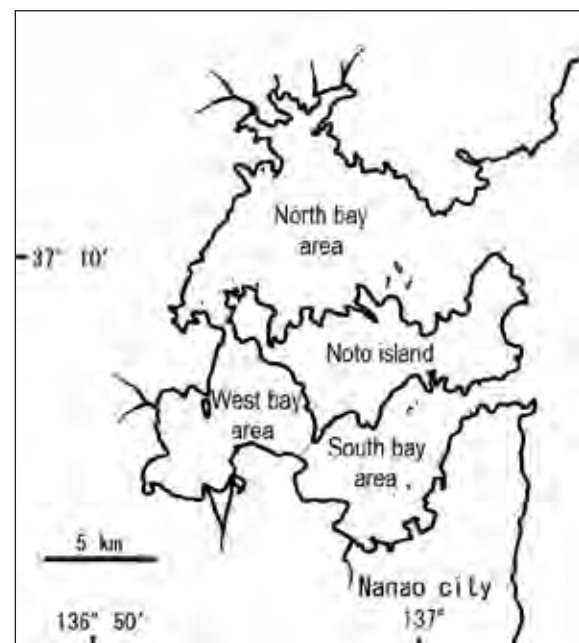 North bay
area
37° 10′
Noto island
West bay
area
South bay
area
5 km
Nanao city
136° 50′
137°